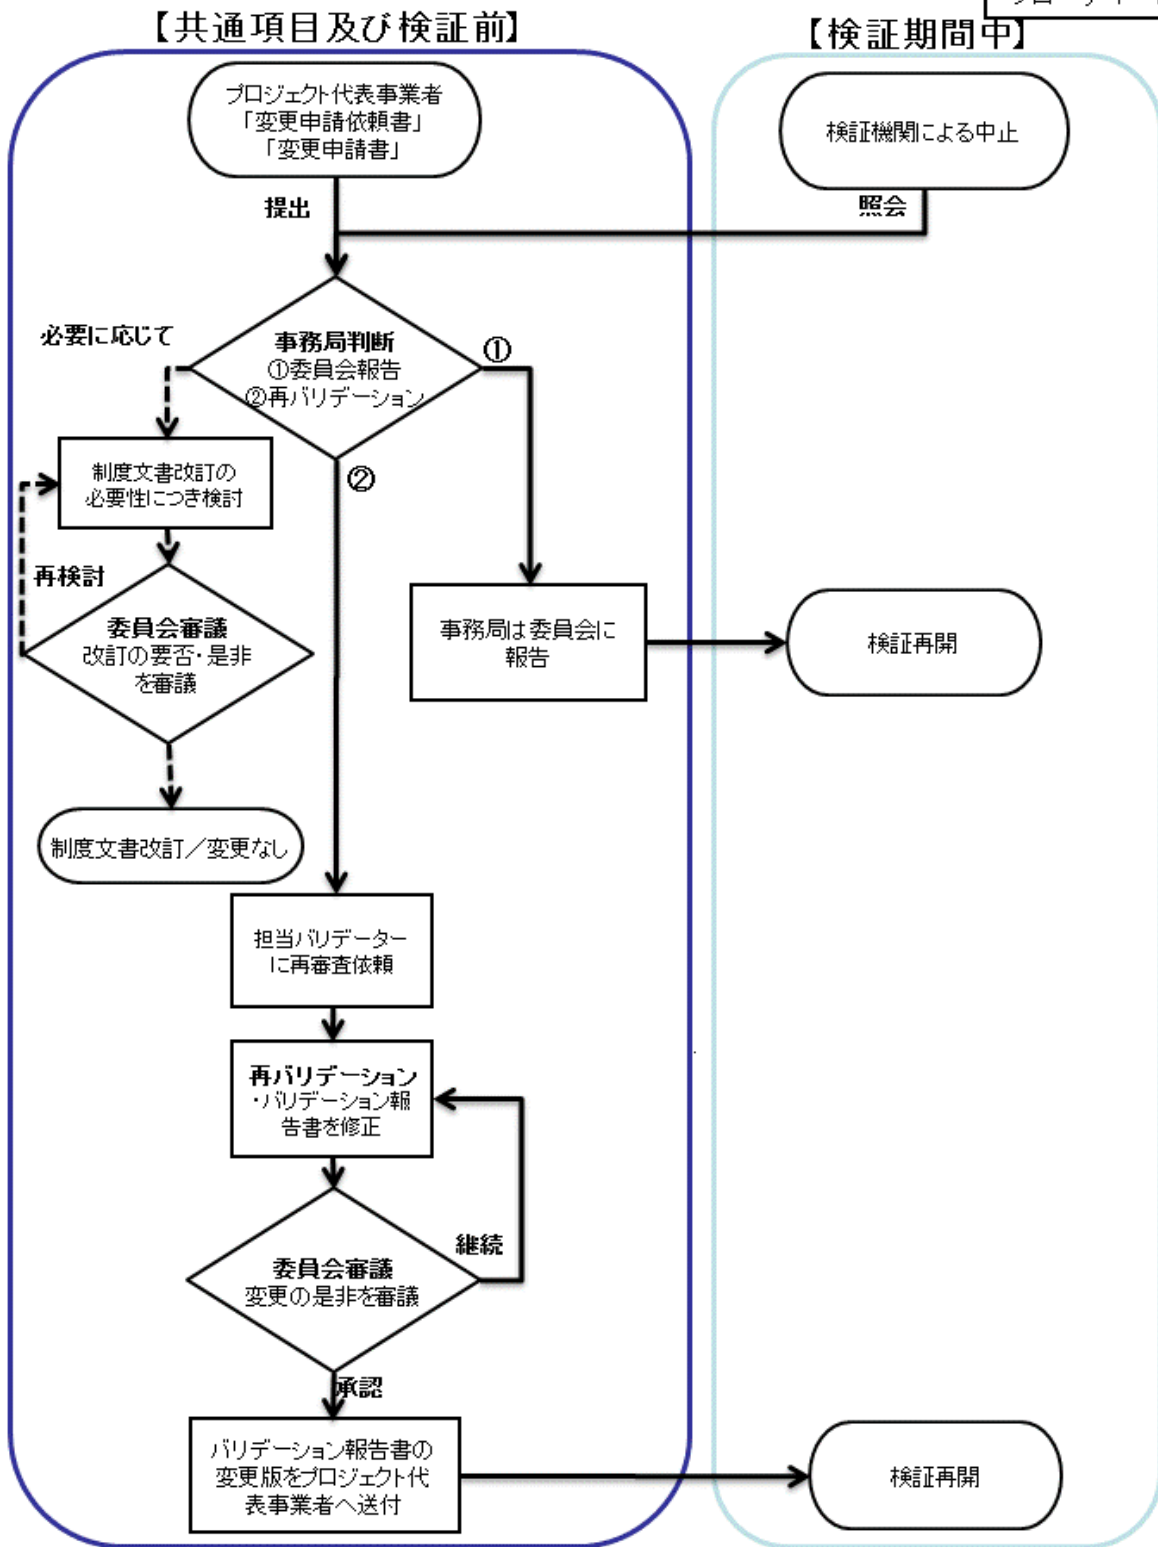 【共通項目及び検証前】
【検証期間中】
プロジェクト代表事業者
「変更申請依頼書」
「変更申請書」
検証機関による中止
提出
照会
必要に応じて
事務局判断
①委員会報告
②再バリデーション
①
②
制度文書改訂の
必要性につき検討
再検討
委員会審議
改訂の要否・是非
を審議
事務局は委員会に
報告
検証再開
制度文書改訂／変更なし
担当バリデーター
に再審査依頼
再バリデーション
・バリデーション報
告書を修正
継続
委員会審議
変更の是非を審議
承認
バリデーション報告書の
変更版をプロジェクト代
表事業者へ送付
検証再開